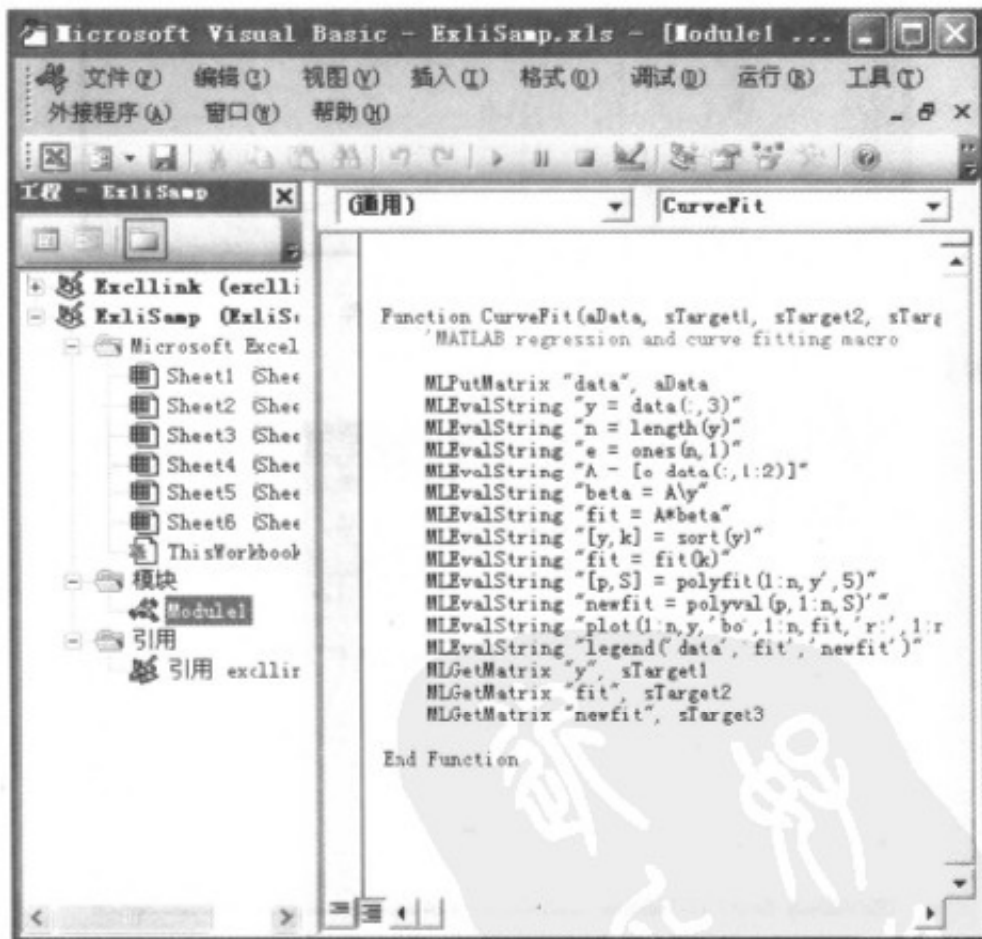 Microsoft Visual Basic - ExliSamp.xls - [Module1 ...
文件(F) 编辑(E) 视图(V) 插入(I) 格式(O) 调试(D) 运行(R) 工具(T)
外接程序(A) 窗口(W) 帮助(H)
工程 - ExliSamp
(通用) CurveFit
Excllink (exclli
ExliSamp (ExliS
Microsoft Excel
Sheet1 (Shee
Sheet2 (Shee
Sheet3 (Shee
Sheet4 (Shee
Sheet5 (Shee
Sheet6 (Shee
ThisWorkbook
模块
Module1
引用
引用 excllin
Function CurveFit(aData, sTarget1, sTarget2, sTarg
'MATLAB regression and curve fitting macro
MLPutMatrix "data", aData
MLEvalString "y = data(:,3)"
MLEvalString "n = length(y)"
MLEvalString "e = ones(n,1)"
MLEvalString "A = [e data(:,1:2)]"
MLEvalString "beta = A\y"
MLEvalString "fit = A*beta"
MLEvalString "[y,k] = sort(y)"
MLEvalString "fit = fit(k)"
MLEvalString "[p,S] = polyfit(1:n,y',5)"
MLEvalString "newfit = polyval(p,1:n,S)'"
MLEvalString "plot(1:n,y,'bo',1:n,fit,'r:',1:n
MLEvalString "legend('data','fit','newfit')"
MLGetMatrix "y", sTarget1
MLGetMatrix "fit", sTarget2
MLGetMatrix "newfit", sTarget3
End Function